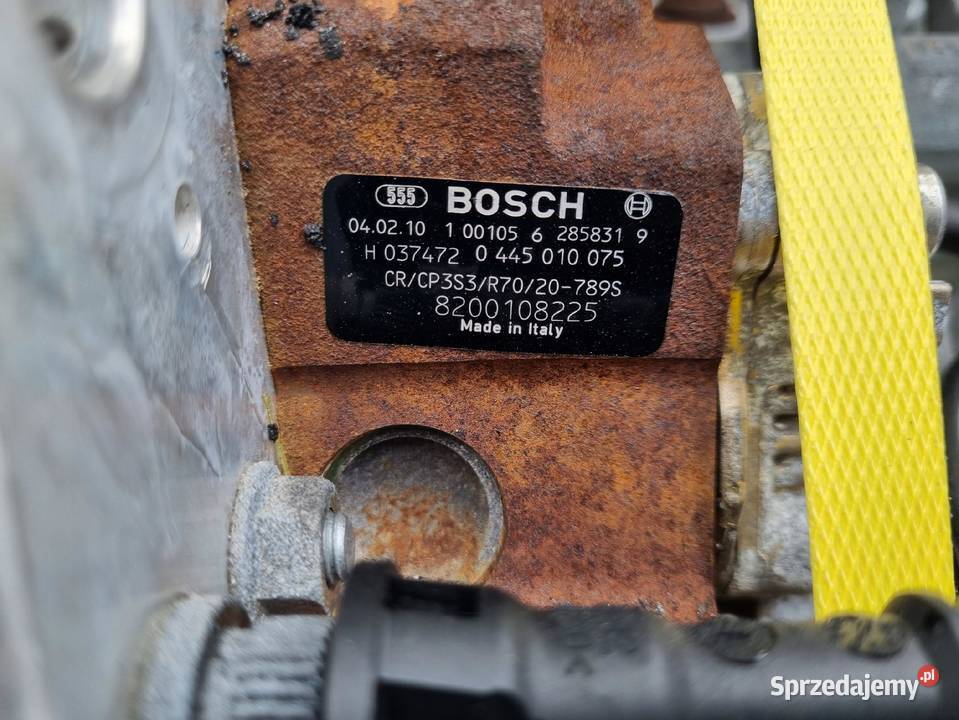 555 BOSCH
04.02.10 1 00105 6 285831 9
H 037472 0 445 010 075
CR/CP3S3/R70/20-789S
8200108225
Made in Italy
Sprzedajemy.pl